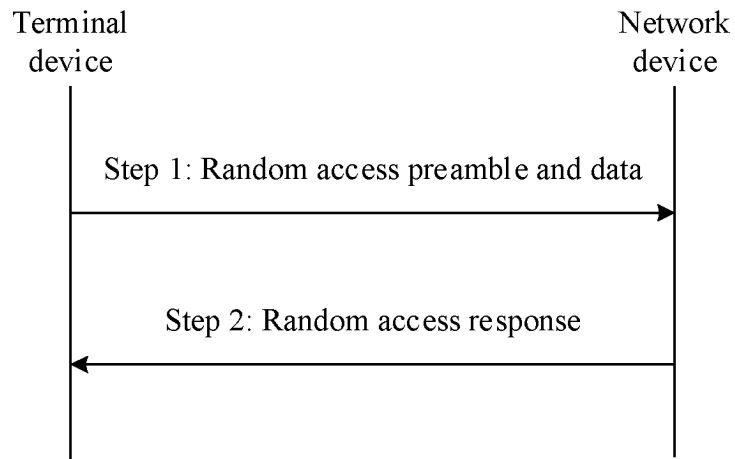 Terminal
device
Network
device
Step 1: Random access preamble and data
Step 2: Random access response